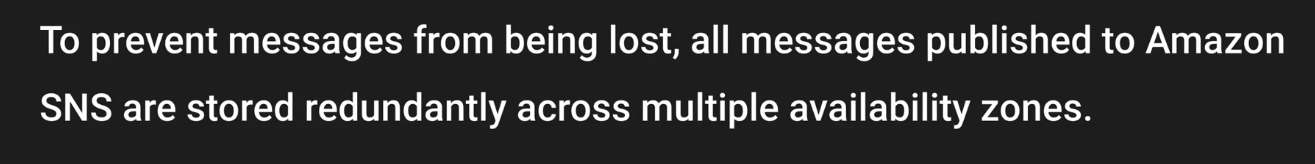 To prevent messages from being lost, all messages published to Amazon
SNS are stored redundantly across multiple availability zones.